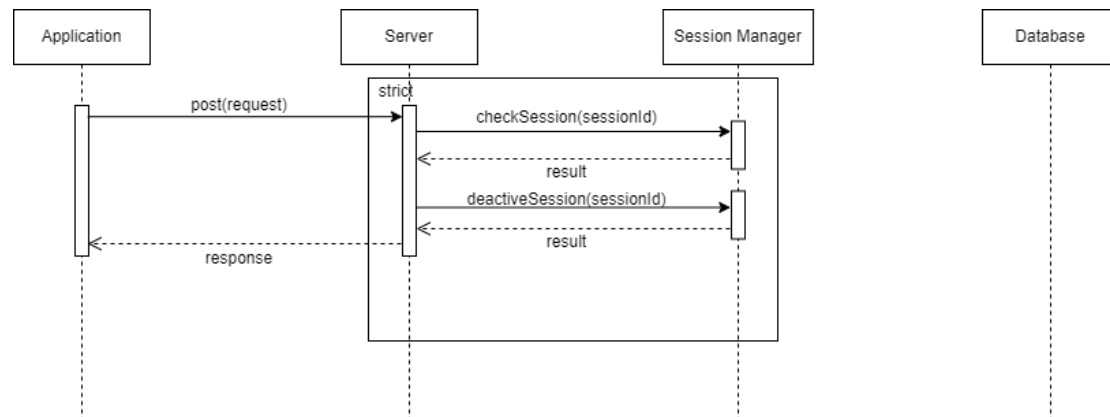 Application
Server
Session Manager
Database
strict
post(request)
checkSession(sessionId)
result
deactiveSession(sessionId)
result
response